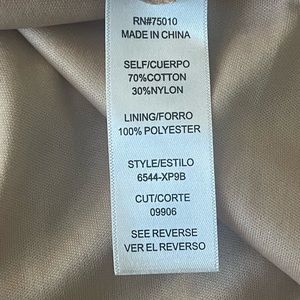 RN#75010
MADE IN CHINA
SELF/CUERPO
70%COTTON
30%NYLON
LINING/FORRO
100% POLYESTER
STYLE/ESTILO
6544-XP9B
CUT/CORTE
09906
SEE REVERSE
VER EL REVERSO